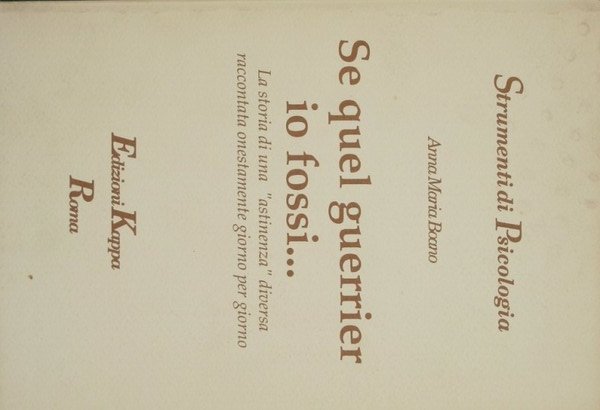 Strumenti di Psicologia
Anna Maria Boano
Se quel guerrier
io fossi...
La storia di una "astinenza" diversa
raccontata onestamente giorno per giorno
Edizioni Kappa
Roma